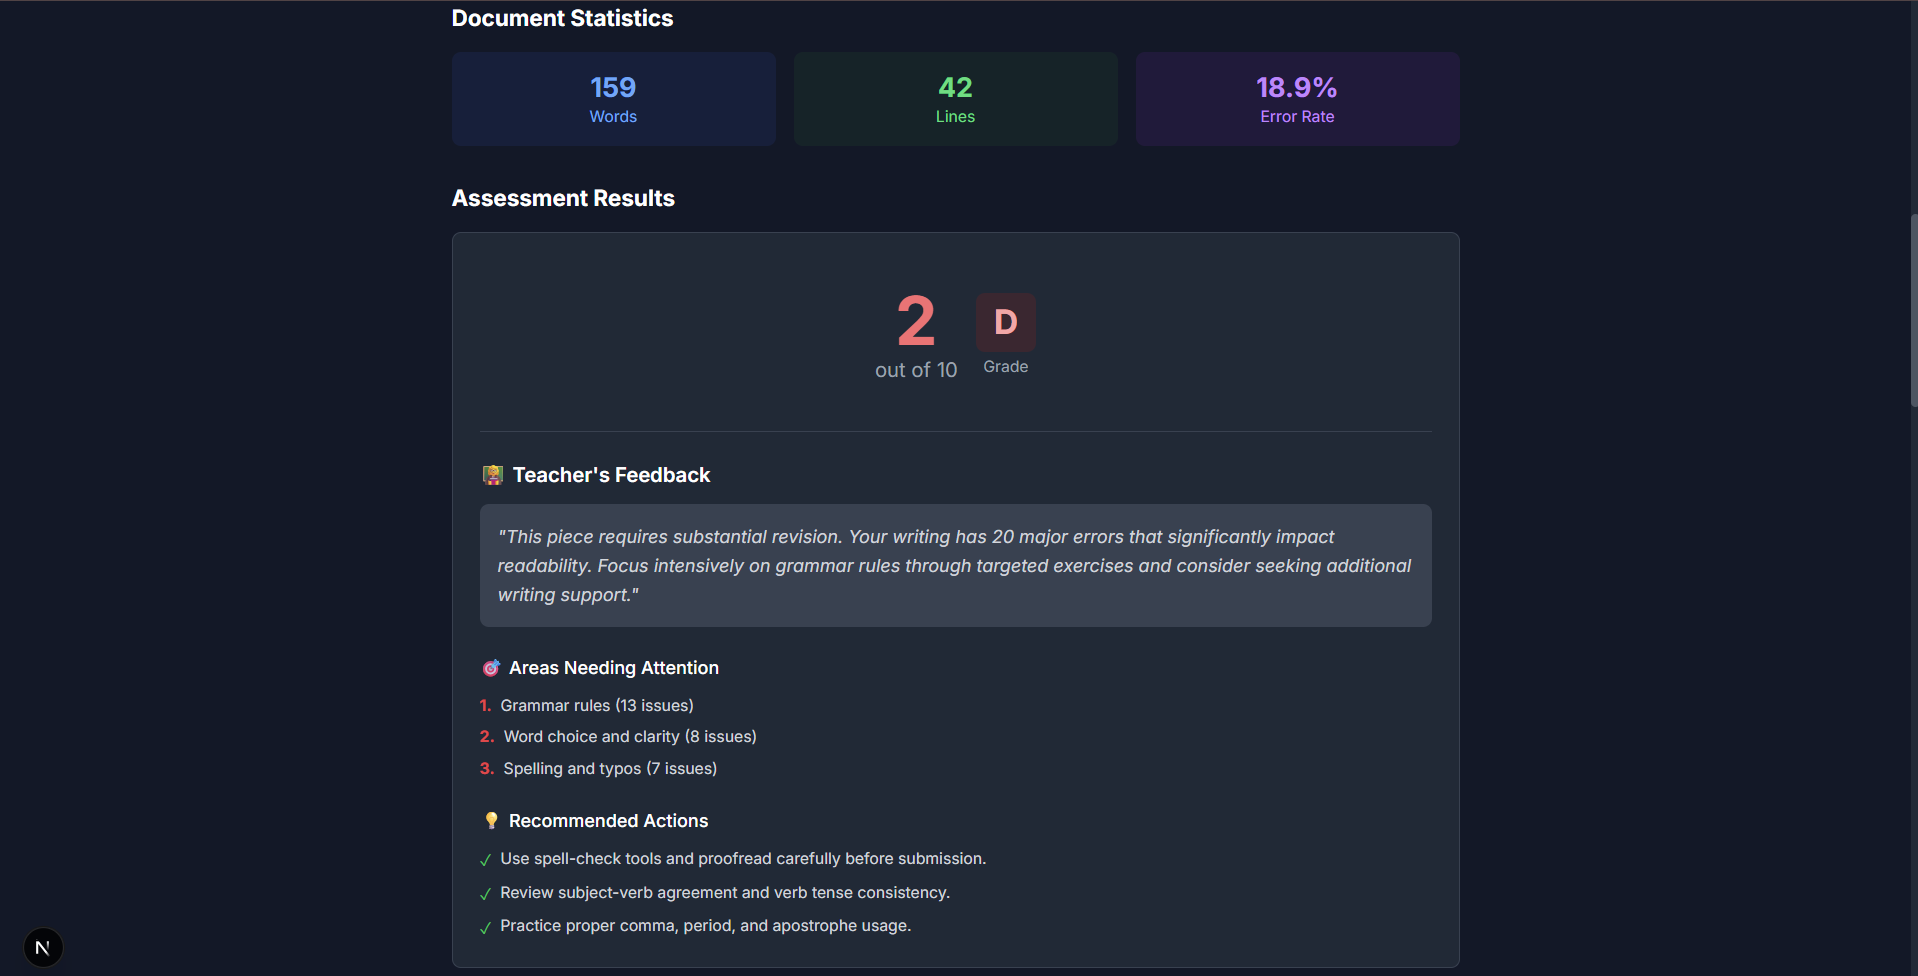 Document Statistics
159
Words
42
Lines
18.9%
Error Rate
Assessment Results
2
out of 10
D
Grade
Teacher's Feedback
"This piece requires substantial revision. Your writing has 20 major errors that significantly impact
readability. Focus intensively on grammar rules through targeted exercises and consider seeking additional
writing support."
Areas Needing Attention
1. Grammar rules (13 issues)
2. Word choice and clarity (8 issues)
3. Spelling and typos (7 issues)
Recommended Actions
✓ Use spell-check tools and proofread carefully before submission.
✓ Review subject-verb agreement and verb tense consistency.
✓ Practice proper comma, period, and apostrophe usage.
N